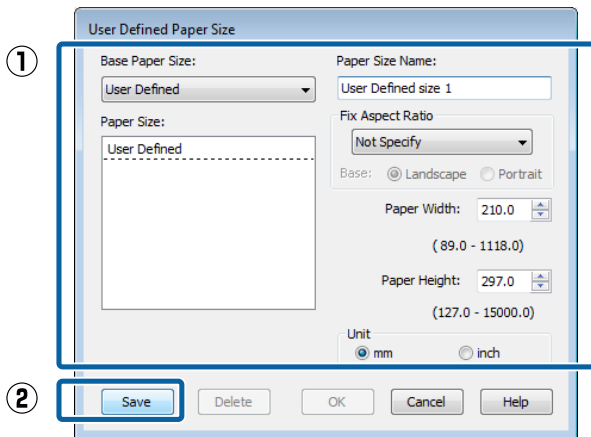 User Defined Paper Size
①
Base Paper Size:
User Defined
Paper Size:
User Defined
Paper Size Name:
User Defined size 1
Fix Aspect Ratio
Not Specify
Base: Landscape Portrait
Paper Width: 210.0
( 89.0 - 1118.0)
Paper Height: 297.0
(127.0 - 15000.0)
Unit
mm inch
②
Save Delete OK Cancel Help